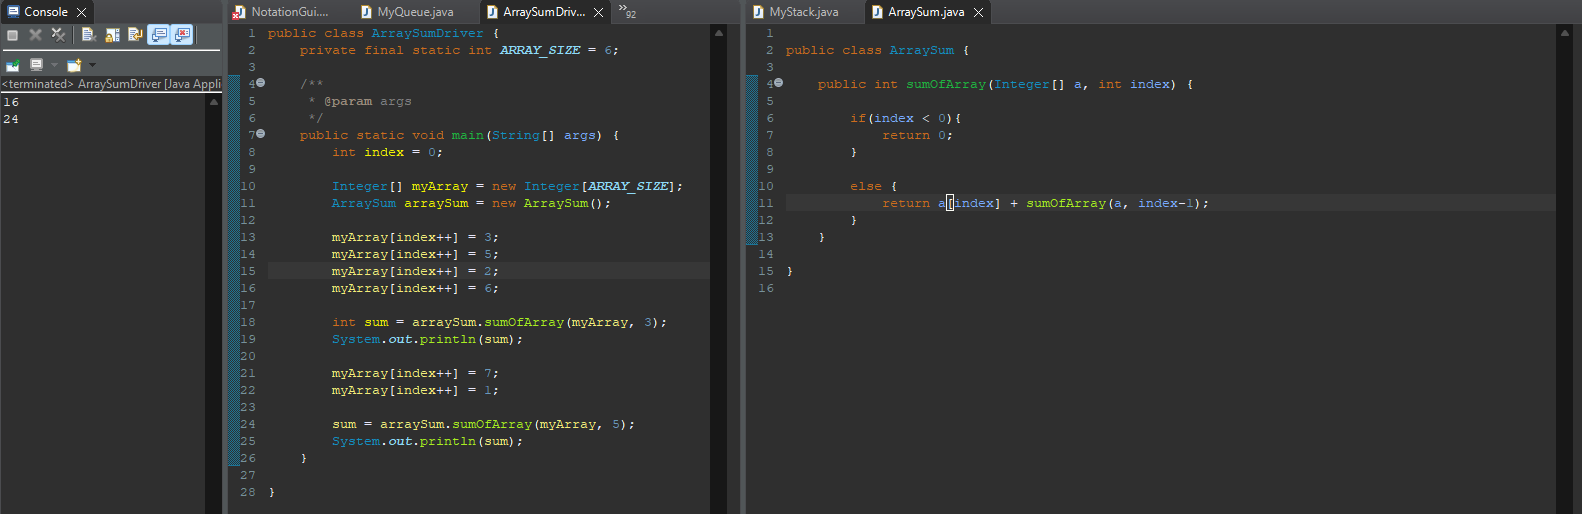 Console
<terminated> ArraySumDriver [Java Appli
16
24
NotationGui....
MyQueue.java
ArraySumDriv...
»92
1 public class ArraySumDriver {
2     private final static int ARRAY_SIZE = 6;
3
4     /**
5      * @param args
6      */
7     public static void main(String[] args) {
8         int index = 0;
9
10         Integer[] myArray = new Integer[ARRAY_SIZE];
11         ArraySum arraySum = new ArraySum();
12
13         myArray[index++] = 3;
14         myArray[index++] = 5;
15         myArray[index++] = 2;
16         myArray[index++] = 6;
17
18         int sum = arraySum.sumOfArray(myArray, 3);
19         System.out.println(sum);
20
21         myArray[index++] = 7;
22         myArray[index++] = 1;
23
24         sum = arraySum.sumOfArray(myArray, 5);
25         System.out.println(sum);
26     }
27
28 }
MyStack.java
ArraySum.java
1
2 public class ArraySum {
3
4     public int sumOfArray(Integer[] a, int index) {
5
6         if(index < 0){
7             return 0;
8         }
9
10         else {
11             return a[index] + sumOfArray(a, index-1);
12         }
13     }
14
15 }
16